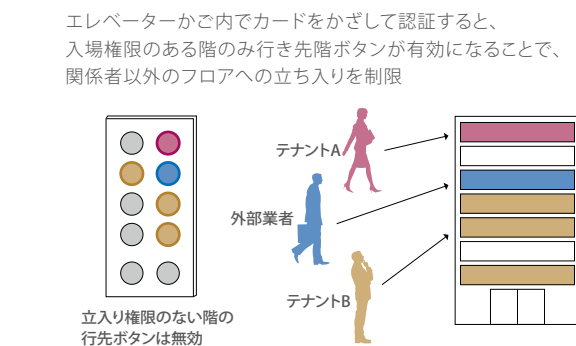 エレベーターかご内でカードをかざして認証すると、
入場権限のある階のみ行き先階ボタンが有効になることで、
関係者以外のフロアへの立ち入りを制限
テナントA
外部業者
テナントB
立入り権限のない階の
行先ボタンは無効